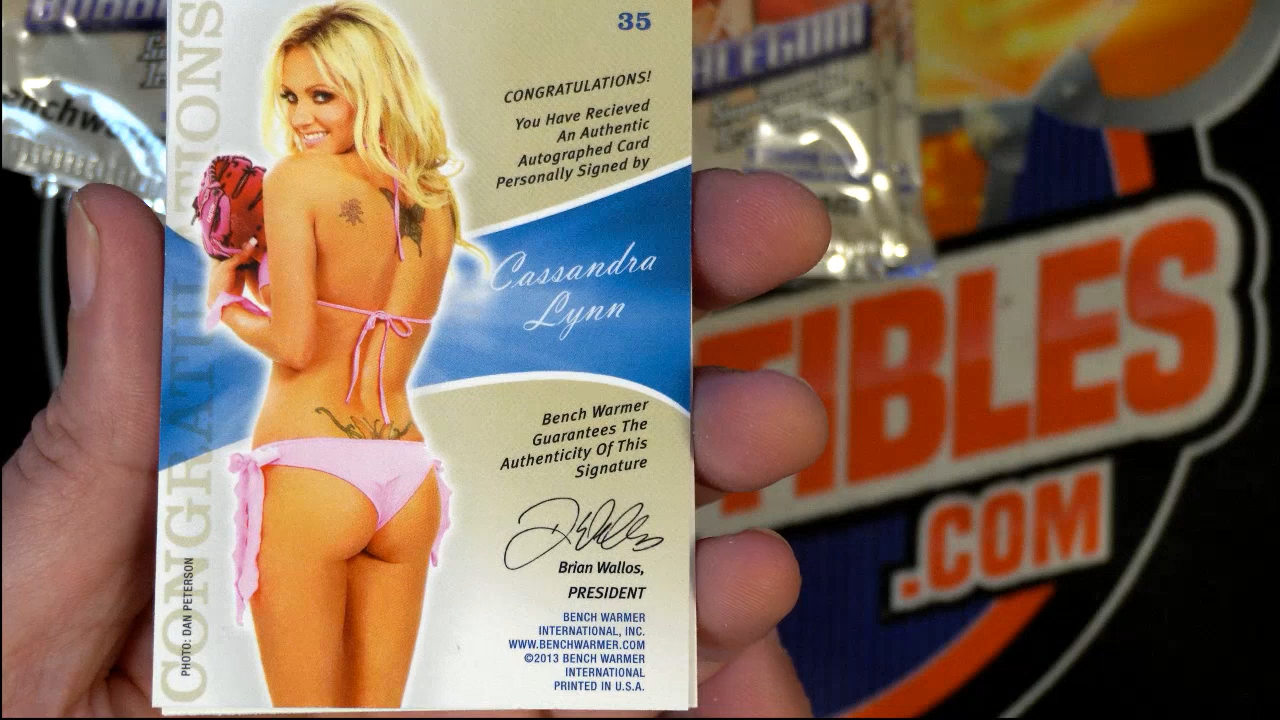 35
CONGRATULATIONS!
You Have Recieved
An Authentic
Autographed Card
Personally Signed by
Cassandra
Lynn
Bench Warmer
Guarantees The
Authenticity Of This
Signature
Brian Wallos,
PRESIDENT
BENCH WARMER
INTERNATIONAL, INC.
WWW.BENCHWARMER.COM
©2013 BENCH WARMER
INTERNATIONAL
PRINTED IN U.S.A.
CONGRATULATIONS
PHOTO: DAN PETERSON
TIBLES
.COM